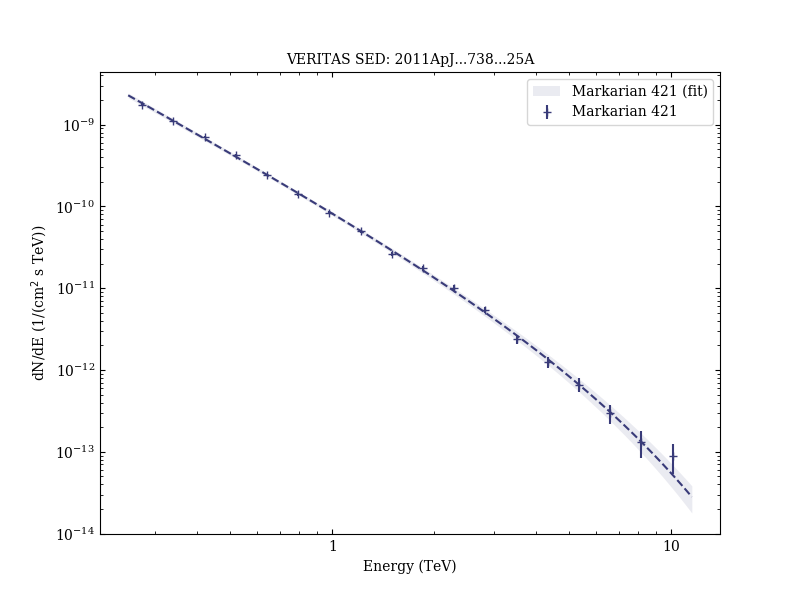 VERITAS SED: 2011ApJ...738...25A
Markarian 421 (fit)
Markarian 421
dN/dE (1/(cm² s TeV))
10⁻⁹
10⁻¹⁰
10⁻¹¹
10⁻¹²
10⁻¹³
10⁻¹⁴
1 10
Energy (TeV)